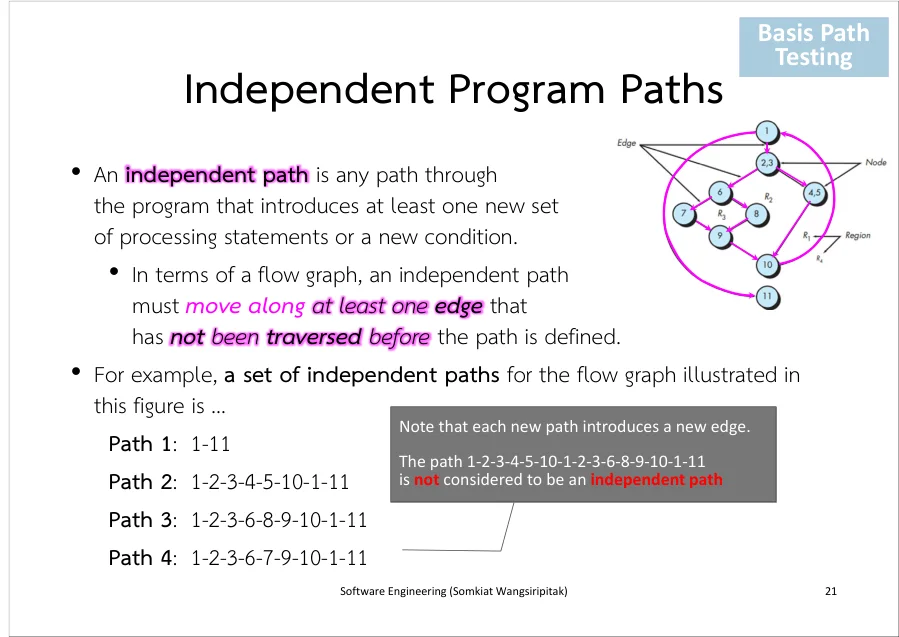 Basis Path
Testing
Independent Program Paths
• An independent path is any path through
the program that introduces at least one new set
of processing statements or a new condition.
• In terms of a flow graph, an independent path
must move along at least one edge that
has not been traversed before the path is defined.
• For example, a set of independent paths for the flow graph illustrated in
this figure is ...
Path 1: 1-11
Path 2: 1-2-3-4-5-10-1-11
Path 3: 1-2-3-6-8-9-10-1-11
Path 4: 1-2-3-6-7-9-10-1-11
Note that each new path introduces a new edge.
The path 1-2-3-4-5-10-1-2-3-6-8-9-10-1-11
is not considered to be an independent path
1
Edge
2,3
Node
6
R2
4,5
7
R3
8
9
R1
Region
R4
10
11
Software Engineering (Somkiat Wangsiripitak)
21